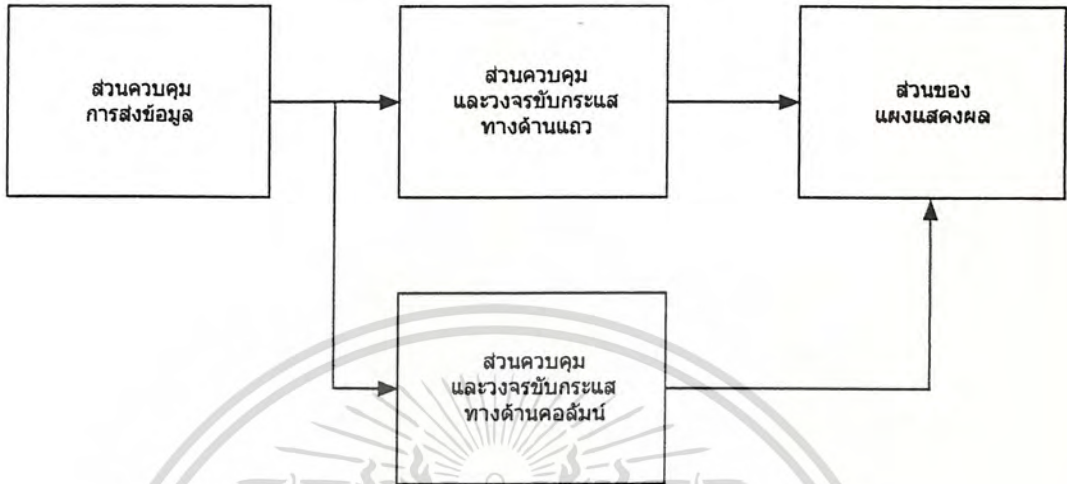 ส่วนควบคุม
การส่งข้อมูล
ส่วนควบคุม
และวงจรขับกระแส
ทางด้านแถว
ส่วนของ
แผงแสดงผล
ส่วนควบคุม
และวงจรขับกระแส
ทางด้านคอลัมน์